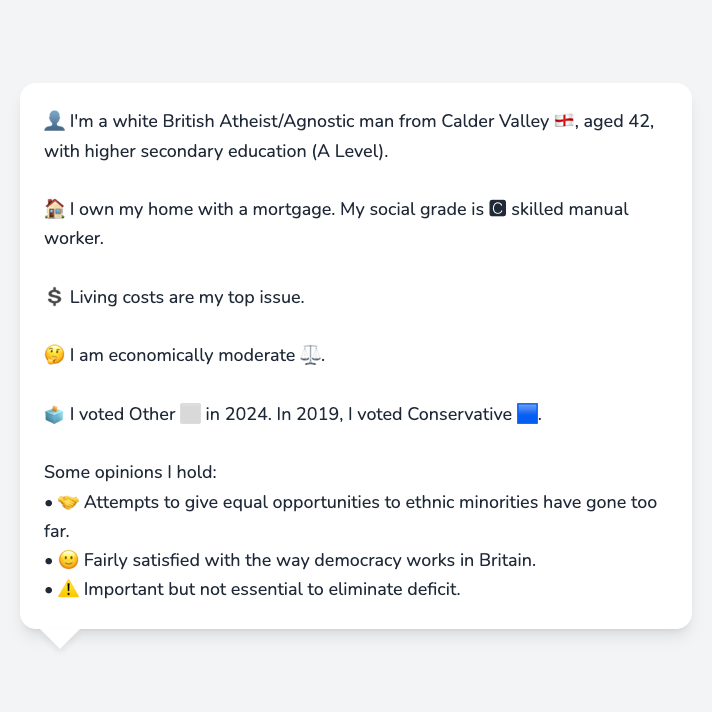 👤 I'm a white British Atheist/Agnostic man from Calder Valley 🏴󠁧󠁢󠁥󠁮󠁧󠁿, aged 42,
with higher secondary education (A Level).
🏠 I own my home with a mortgage. My social grade is 🅲 skilled manual
worker.
💲 Living costs are my top issue.
🤔 I am economically moderate ⚖️.
🗳️ I voted Other ⬜ in 2024. In 2019, I voted Conservative 🟦.
Some opinions I hold:
• 🤝 Attempts to give equal opportunities to ethnic minorities have gone too
far.
• 🙂 Fairly satisfied with the way democracy works in Britain.
• ⚠️ Important but not essential to eliminate deficit.